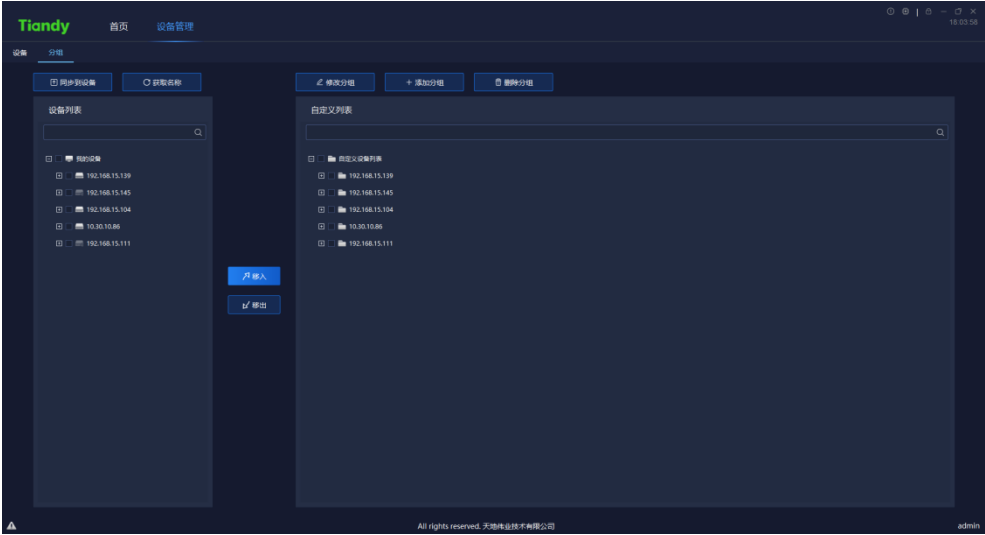 18:03:58
Tiandy 首页 设备管理
设备 分组
同步到设备 获取名称 修改分组 添加分组 删除分组
设备列表
我的设备
192.168.15.139
192.168.15.145
192.168.15.104
10.30.10.86
192.168.15.111
移入
移出
自定义列表
自定义设备列表
192.168.15.139
192.168.15.145
192.168.15.104
10.30.10.86
192.168.15.111
All rights reserved. 天地伟业技术有限公司 admin